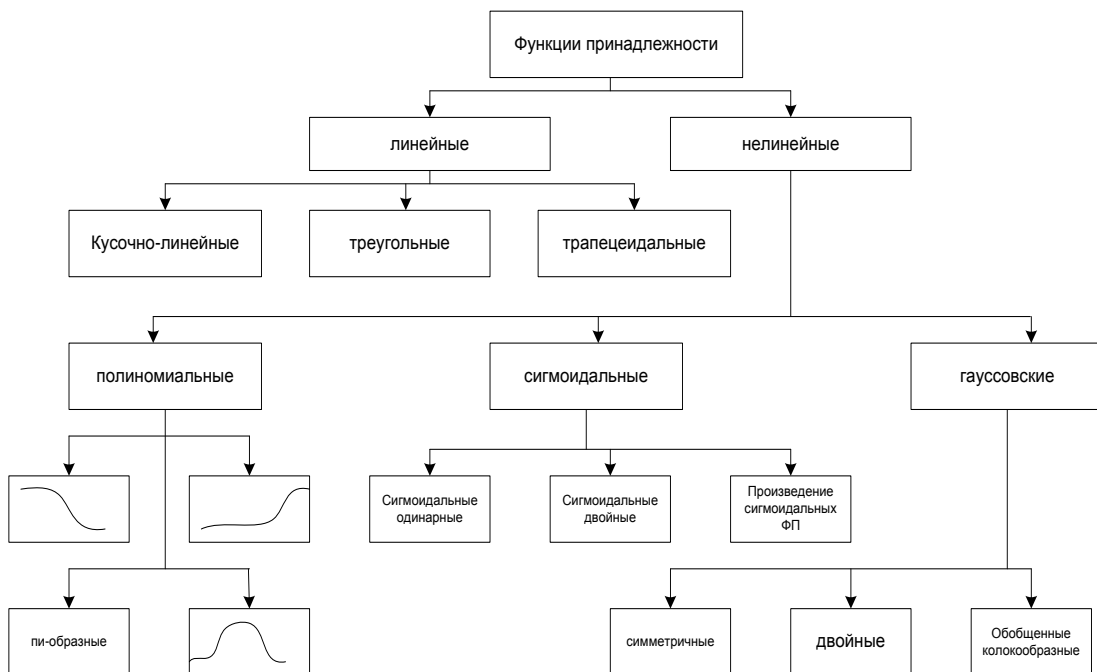 Функции принадлежности
линейные
нелинейные
Кусочно-линейные
треугольные
трапецеидальные
полиномиальные
сигмоидальные
гауссовские
Сигмоидальные
одинарные
Сигмоидальные
двойные
Произведение
сигмоидальных
ФП
пи-образные
симметричные
двойные
Обобщенные
колокообразные